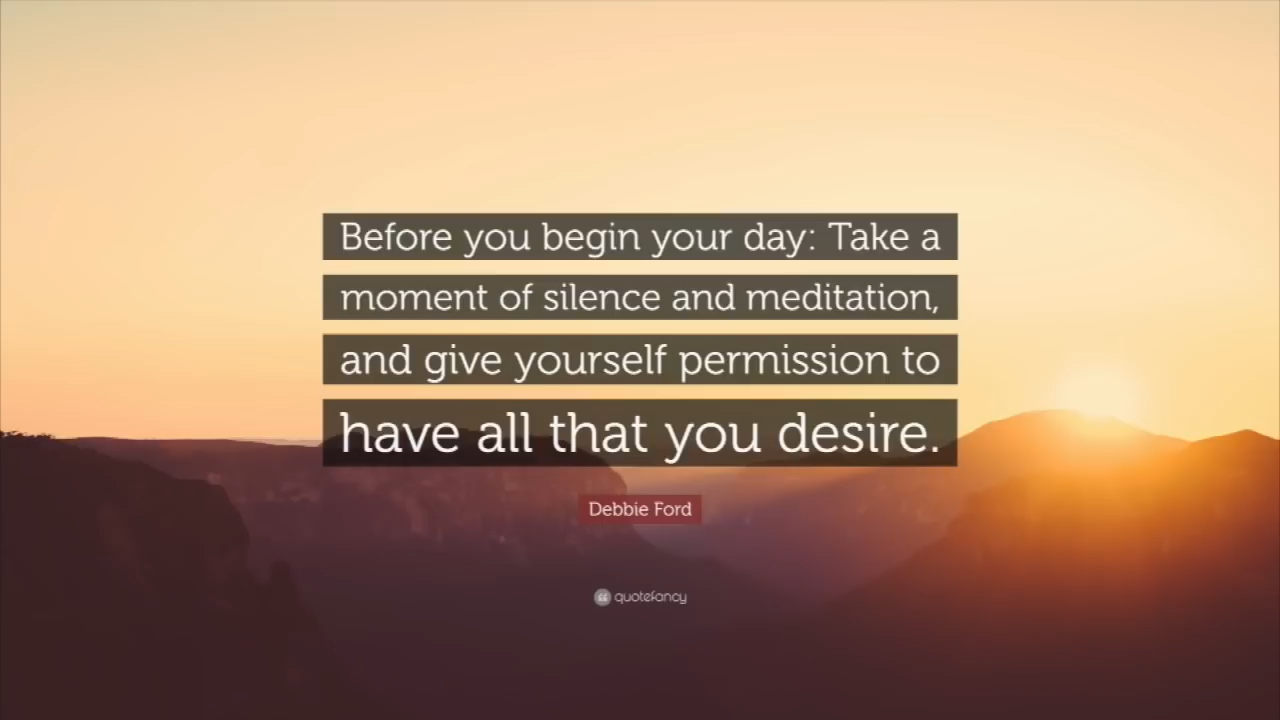 Before you begin your day: Take a
moment of silence and meditation,
and give yourself permission to
have all that you desire.
Debbie Ford
quotefancy